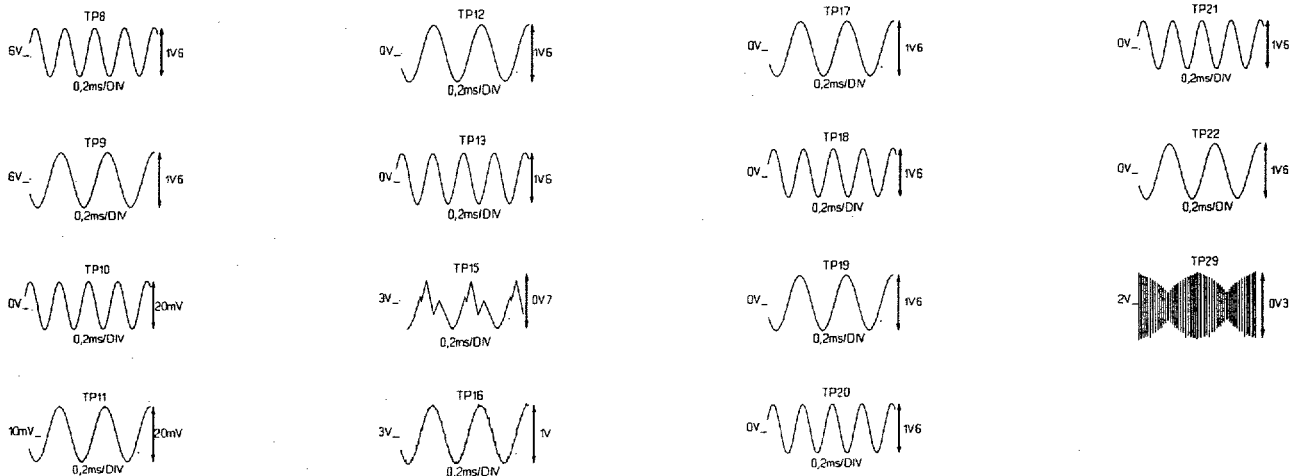 TP8
6V
1V6
0,2ms/DIV
TP12
0V
1V6
0,2ms/DIV
TP17
0V
1V6
0,2ms/DIV
TP21
0V
1V6
0,2ms/DIV
TP9
6V
1V6
0,2ms/DIV
TP13
0V
1V6
0,2ms/DIV
TP18
0V
1V6
0,2ms/DIV
TP22
0V
1V6
0,2ms/DIV
TP10
0V
20mV
0,2ms/DIV
TP15
3V
0V7
0,2ms/DIV
TP19
0V
1V6
0,2ms/DIV
TP29
2V
0V3
TP11
10mV
20mV
0,2ms/DIV
TP16
3V
1V
0,2ms/DIV
TP20
0V
1V6
0,2ms/DIV